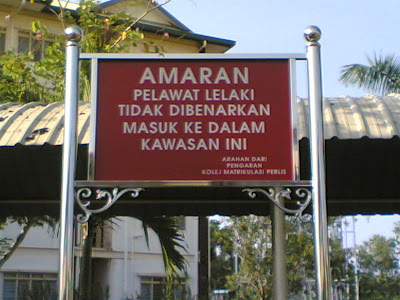 AMARAN
PELAWAT LELAKI
TIDAK DIBENARKAN
MASUK KE DALAM
KAWASAN INI
ARAHAN DARI
PENGARAH
KOLEJ MATRIKULASI PERLIS